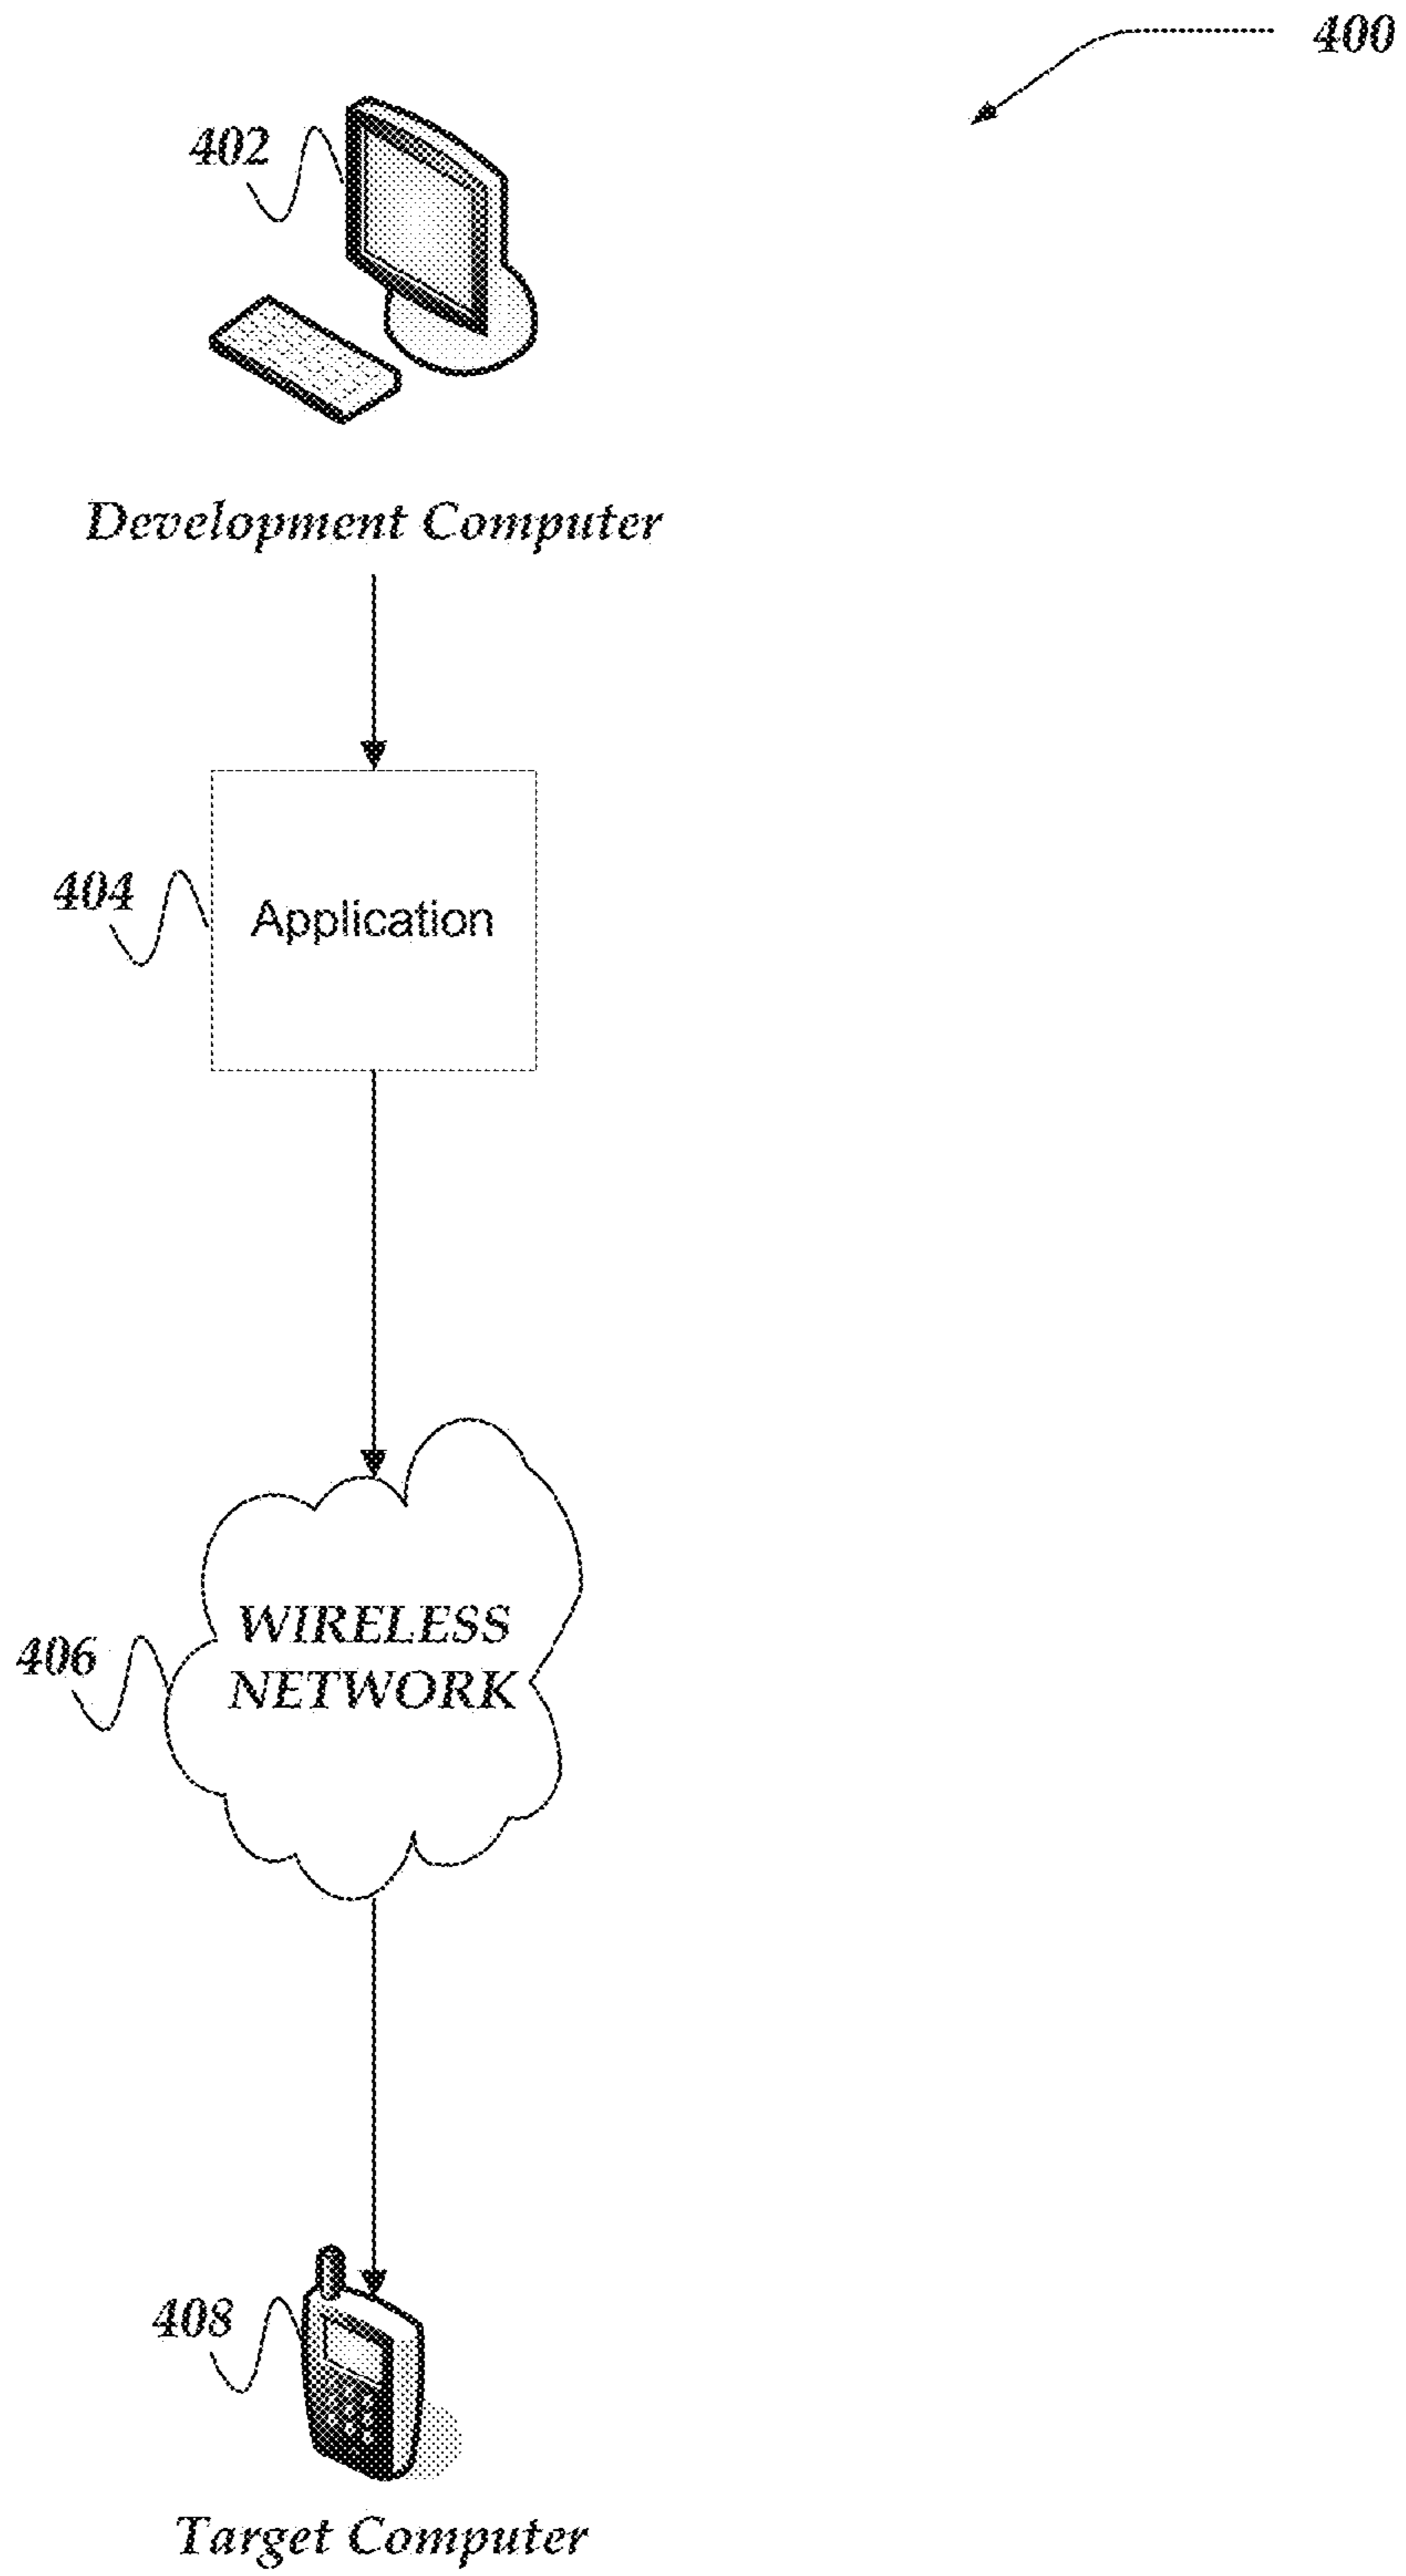 400
402
Development Computer
404
Application
WIRELESS
406
NETWORK
408
Target Computer